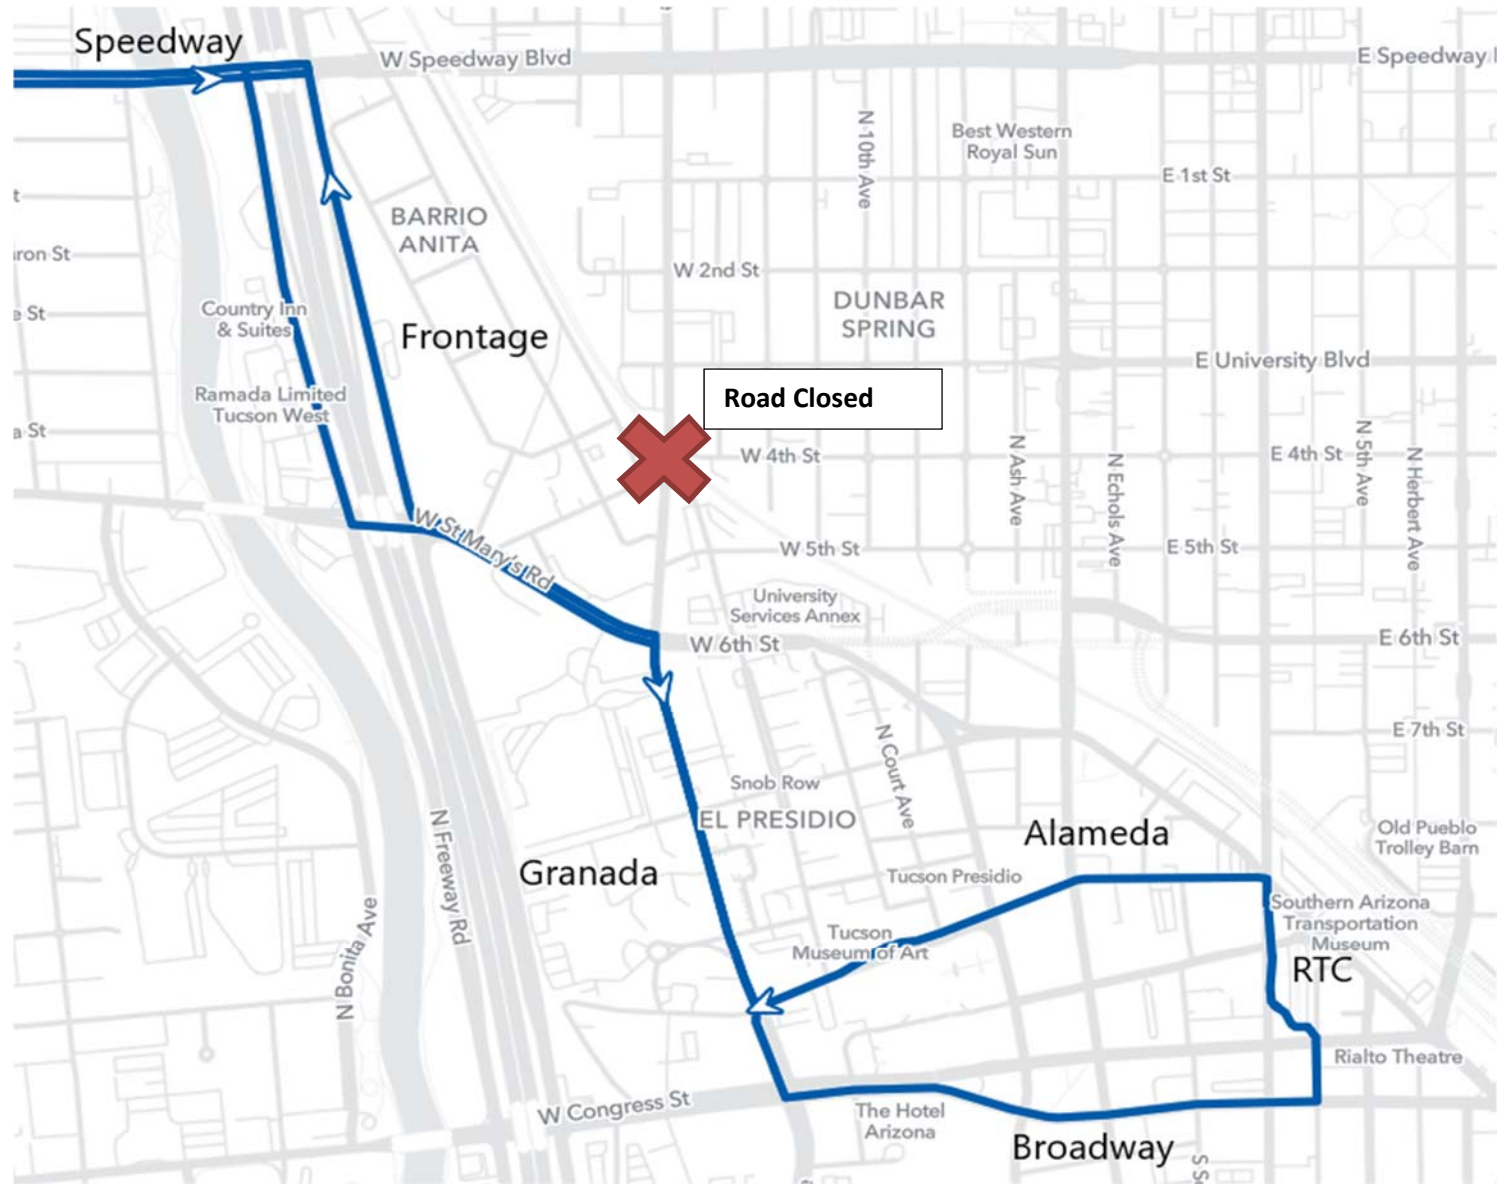 Speedway
W Speedway Blvd
E Speedway
N 10th Ave
Best Western
Royal Sun
E 1st St
BARRIO
ANITA
t
ron St
W 2nd St
DUNBAR
SPRING
Country Inn
& Suites
e St
Frontage
E University Blvd
Ramada Limited
Tucson West
Road Closed
a St
W 4th St
N Ash Ave
N Echols Ave
E 4th St
N 5th Ave
N Herbert Ave
W St Mary's Rd
W 5th St
E 5th St
University
Services Annex
W 6th St
E 6th St
N Court Ave
E 7th St
Snob Row
EL PRESIDIO
N Freeway Rd
Granada
Alameda
Old Pueblo
Trolley Barn
Tucson Presidio
N Bonita Ave
Tucson
Museum of Art
Southern Arizona
Transportation
Museum
RTC
Rialto Theatre
W Congress St
The Hotel
Arizona
Broadway